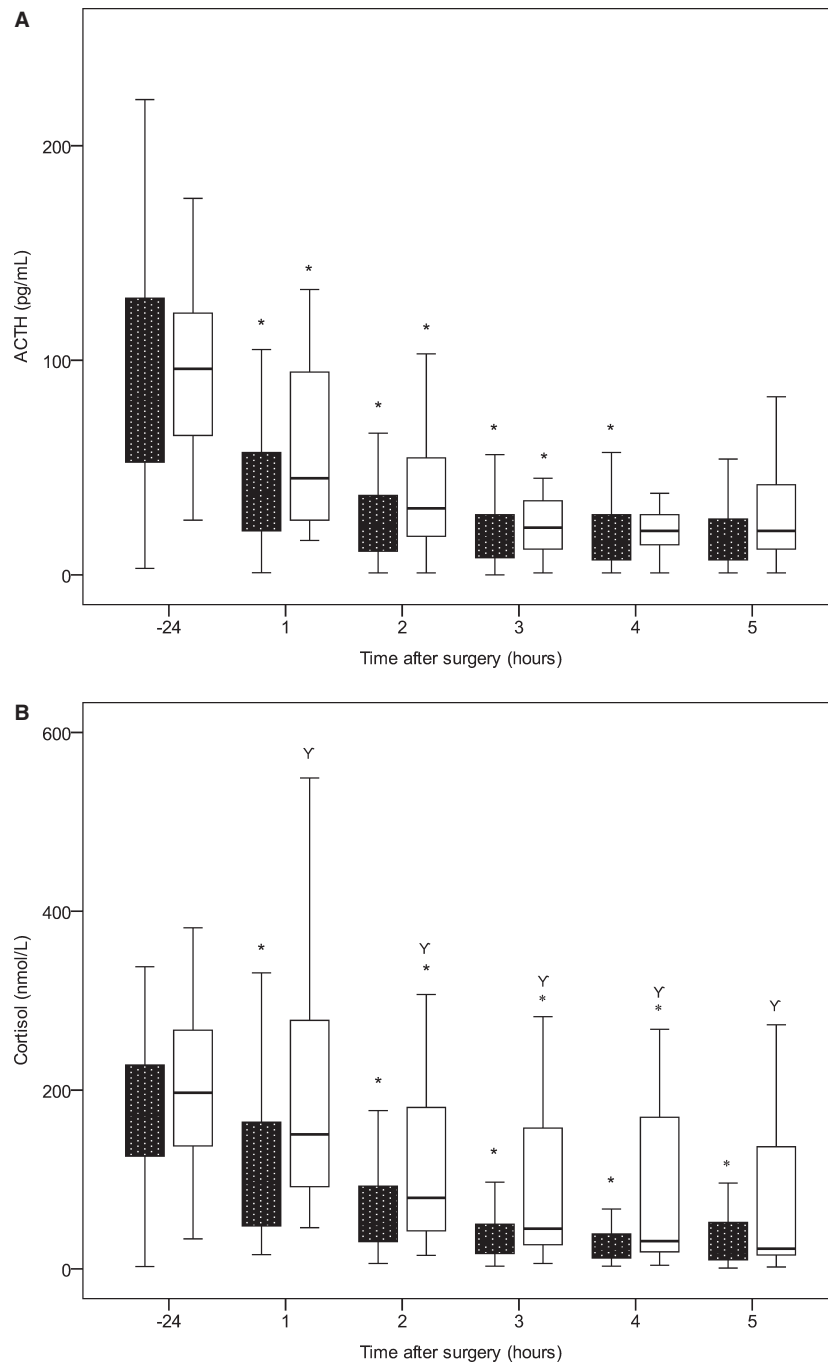 A
200
100
0
ACTH (pg/mL)
* * * * * * *
-24 1 2 3 4 5
Time after surgery (hours)
B
600
400
200
0
Cortisol (nmol/L)
ϒ ϒ ϒ ϒ ϒ
* * * * * * * *
-24 1 2 3 4 5
Time after surgery (hours)